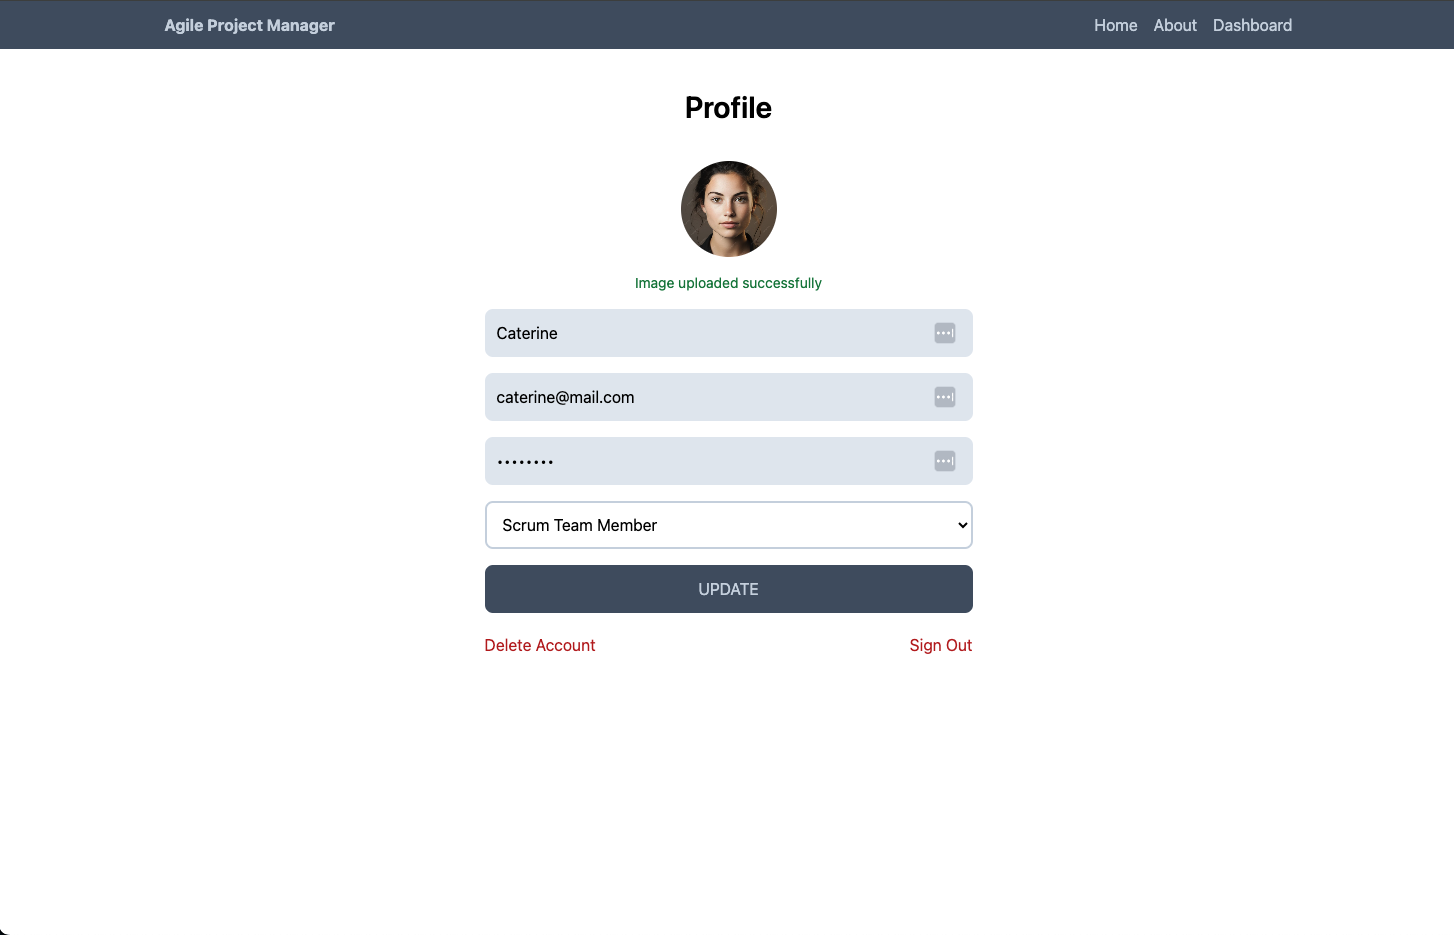 Agile Project Manager
Home About Dashboard
Profile
Image uploaded successfully
Caterine
caterine@mail.com
••••••••
Scrum Team Member
UPDATE
Delete Account
Sign Out